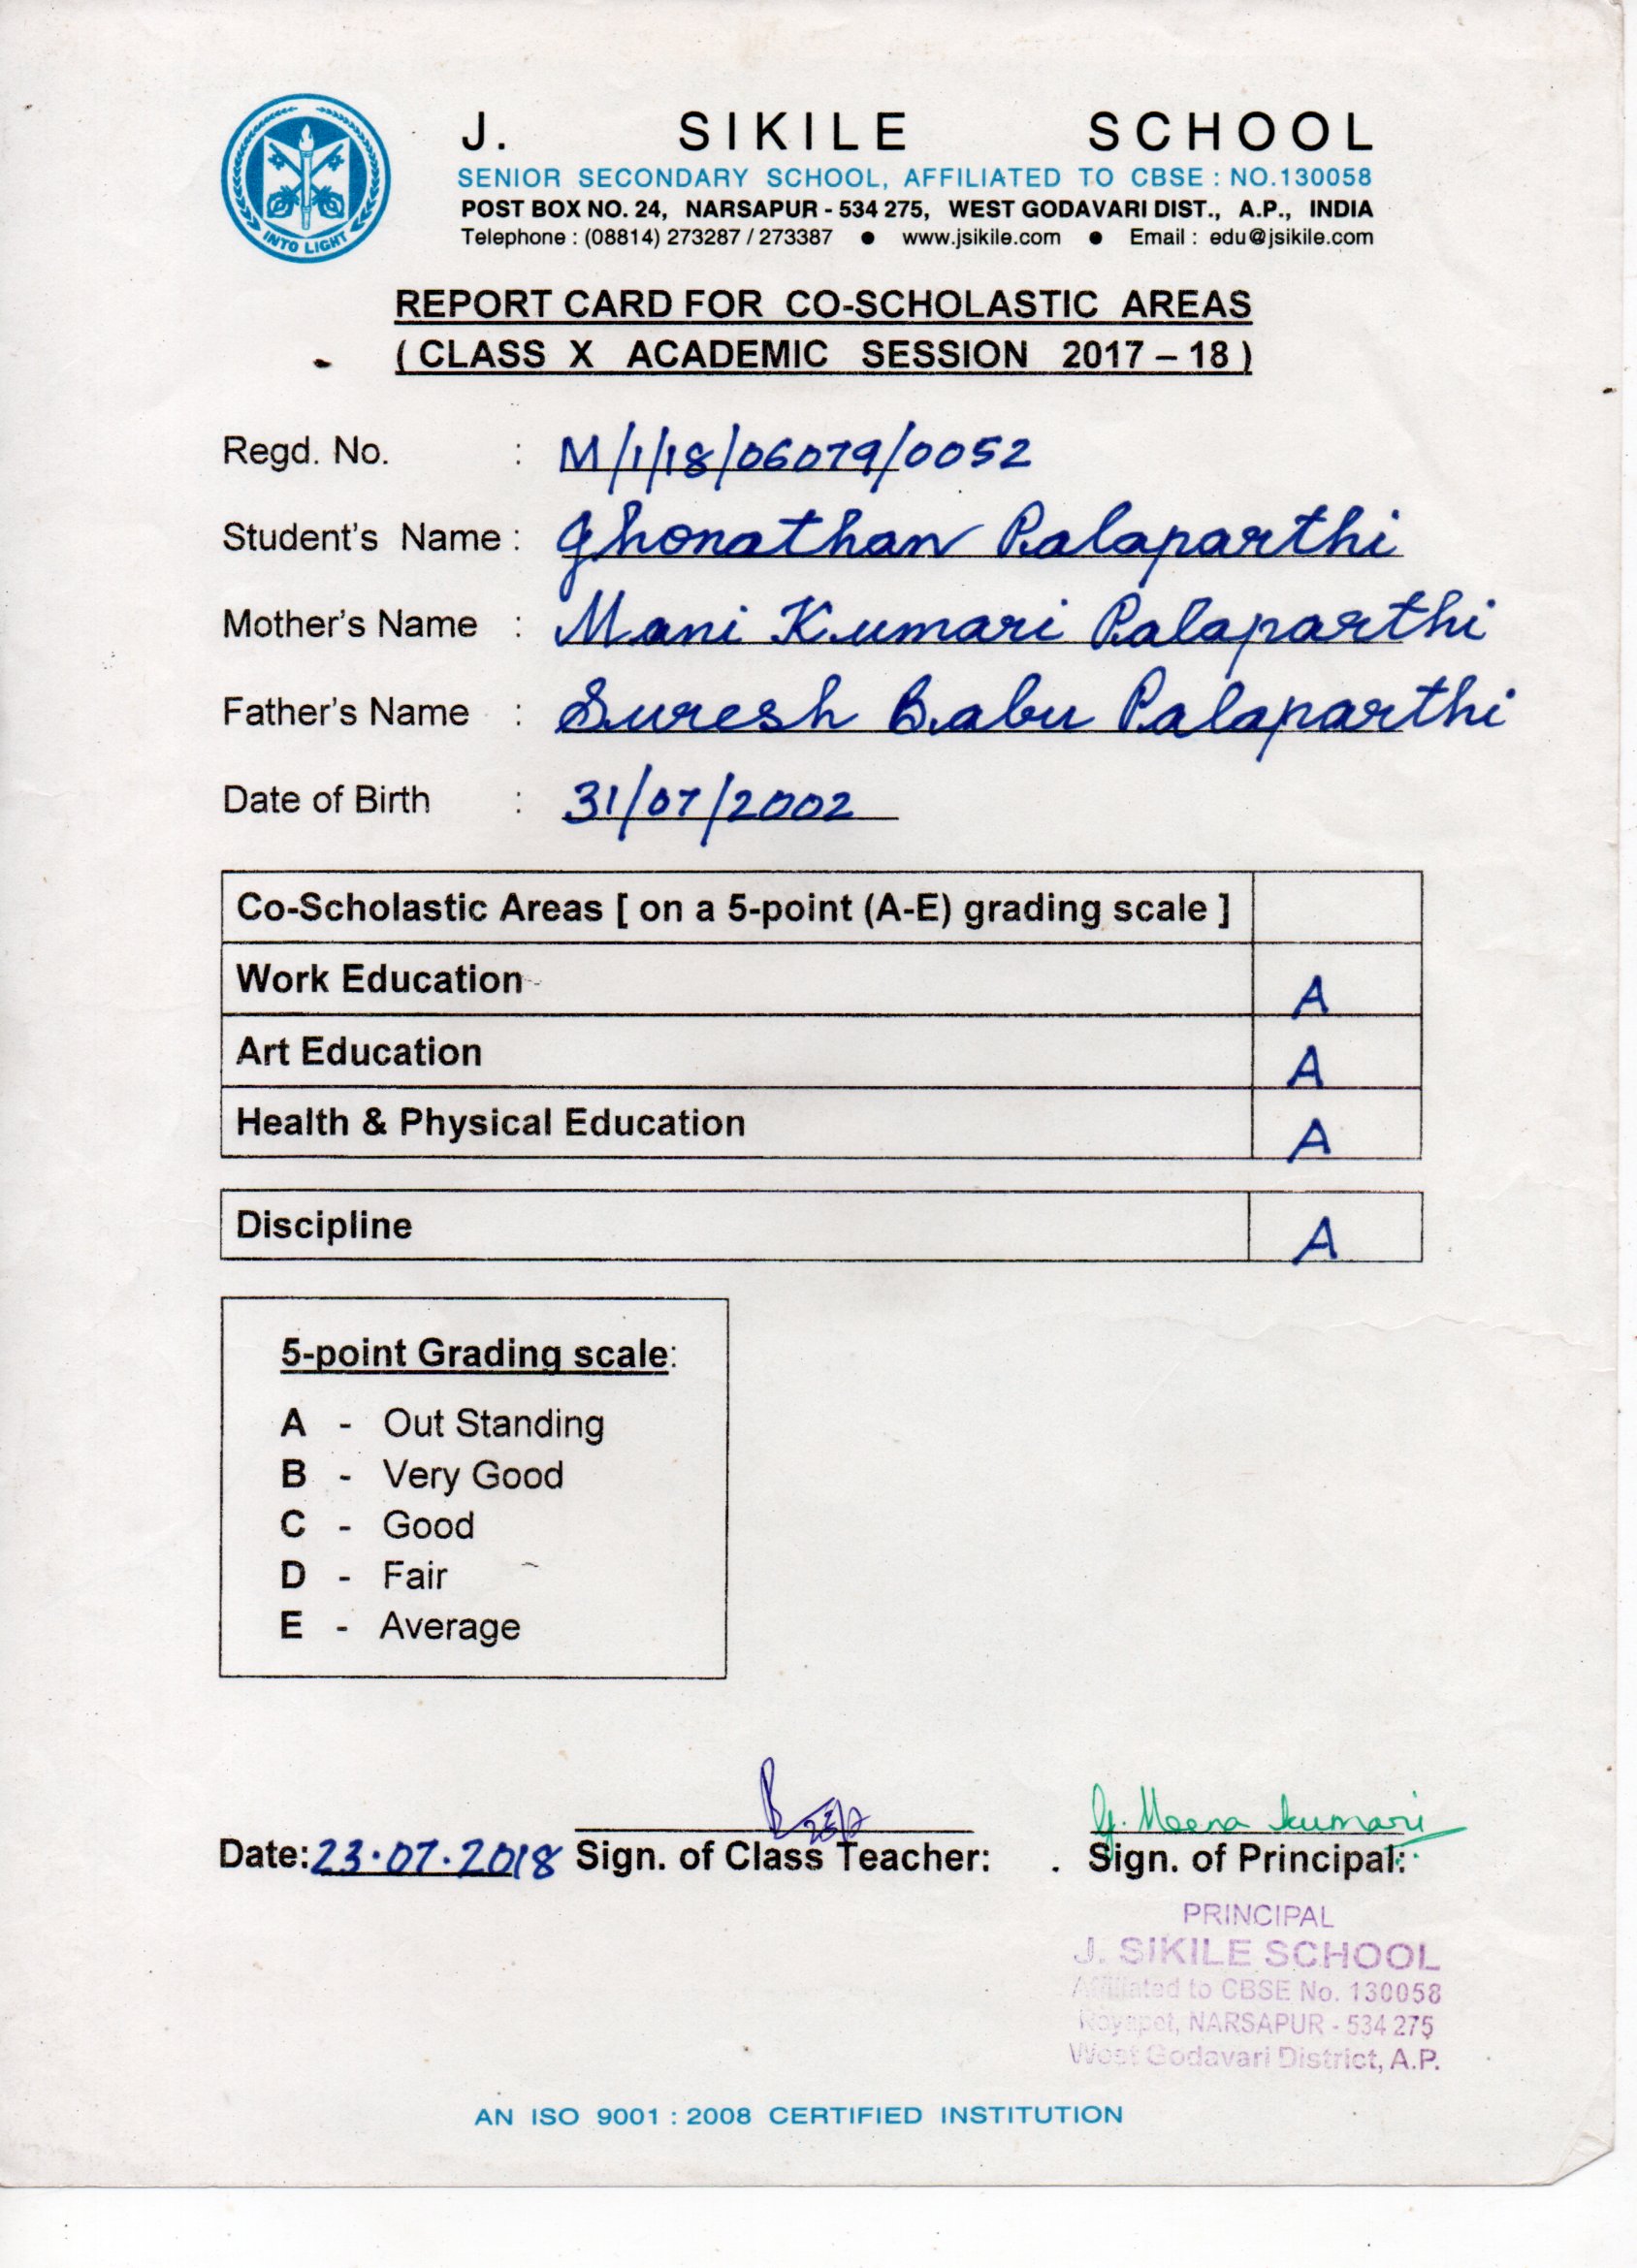 J. SIKILE SCHOOL
SENIOR SECONDARY SCHOOL, AFFILIATED TO CBSE : NO.130058
POST BOX NO. 24, NARSAPUR - 534 275, WEST GODAVARI DIST., A.P., INDIA
Telephone : (08814) 273287 / 273387 ● www.jsikile.com ● Email : edu@jsikile.com
INTO LIGHT
REPORT CARD FOR CO-SCHOLASTIC AREAS
( CLASS X ACADEMIC SESSION 2017 – 18 )
Regd. No. : M/1/18/06079/0052
Student's Name : Jhonathan Palaparthi
Mother's Name : Mani Kumari Palaparthi
Father's Name : Suresh Babu Palaparthi
Date of Birth : 31/07/2002
Co-Scholastic Areas [ on a 5-point (A-E) grading scale ]
Work Education A
Art Education A
Health & Physical Education A
Discipline A
5-point Grading scale:
A - Out Standing
B - Very Good
C - Good
D - Fair
E - Average
G. Meena Kumari
Date: 23.07.2018 Sign. of Class Teacher: Sign. of Principal:
PRINCIPAL
J. SIKILE SCHOOL
Affiliated to CBSE No. 130058
Royapet, NARSAPUR - 534 275
West Godavari District, A.P.
AN ISO 9001 : 2008 CERTIFIED INSTITUTION